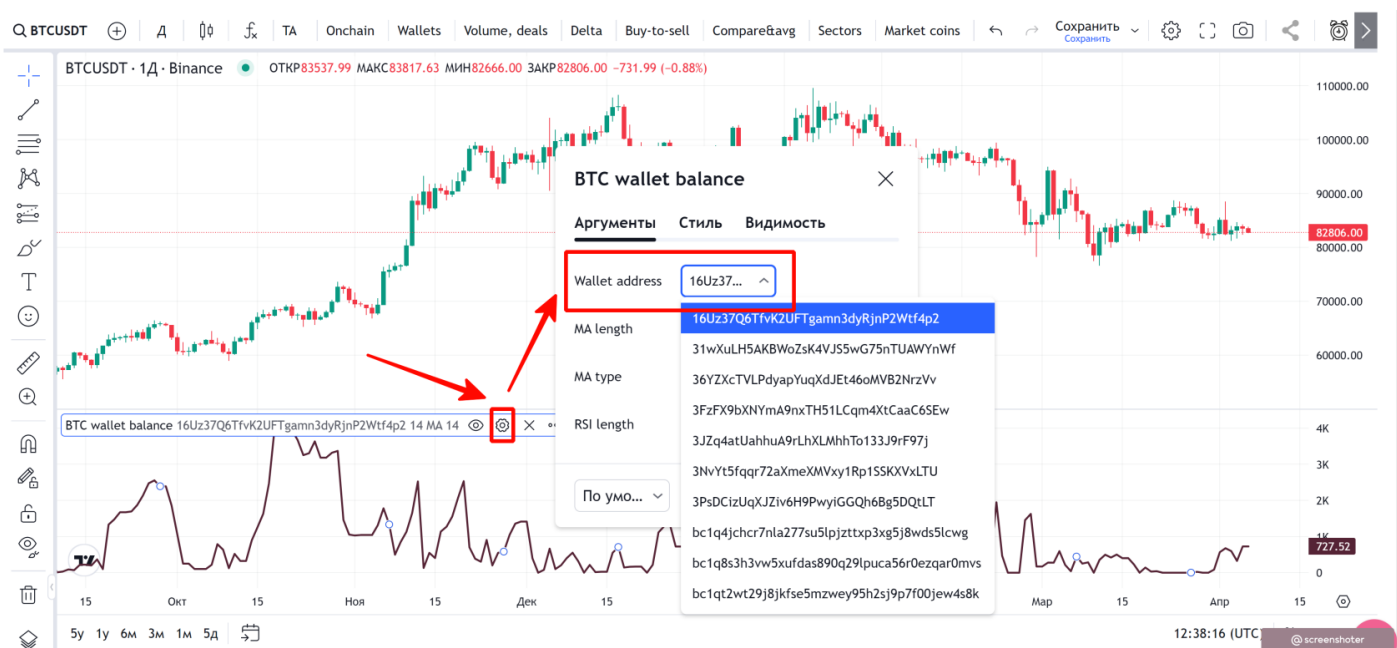 BTCUSDT Д TA Onchain Wallets Volume, deals Delta Buy-to-sell Compare&avg Sectors Market coins Сохранить
Сохранить
BTCUSDT · 1Д · Binance ОТКР83537.99 МАКС83817.63 МИН82666.00 ЗАКР82806.00 −731.99 (−0.88%)
110000.00
100000.00
90000.00
82806.00
80000.00
70000.00
60000.00
BTC wallet balance
Аргументы Стиль Видимость
Wallet address 16Uz37...
16Uz37Q6TfvK2UFTgamn3dyRjnP2Wtf4p2
MA length
31wXuLH5AKBWoZsK4VJS5wG75nTUAWYnWf
MA type
36YZXcTVLPdyapYuqXdJEt46oMVB2NrzVv
3FzFX9bXNYmA9nxTH51LCqm4XtCaaC6SEw
RSI length
3JZq4atUahhuA9rLhXLMhhTo133J9rF97j
3NvYt5fqqr72aXmeXMVxy1Rp1SSKXVxLTU
По умо...
3PsDCizUqXJZiv6H9PwyiGGQh6Bg5DQtLT
bc1q4jchcr7nla277su5lpjzttxp3xg5j8wds5lcwg
bc1q8s3h3vw5xufdas890q29lpuca56r0ezqar0mvs
bc1qt2wt29j8jkfse5mzwey95h2sj9p7f00jew4s8k
BTC wallet balance 16Uz37Q6TfvK2UFTgamn3dyRjnP2Wtf4p2 14 MA 14
4K
3K
2K
1K
727.52
0
15 Окт 15 Ноя 15 Дек 15 Мар 15 Апр 15
5y 1y 6м 3м 1м 5д 12:38:16 (UTC)
@screenshoter